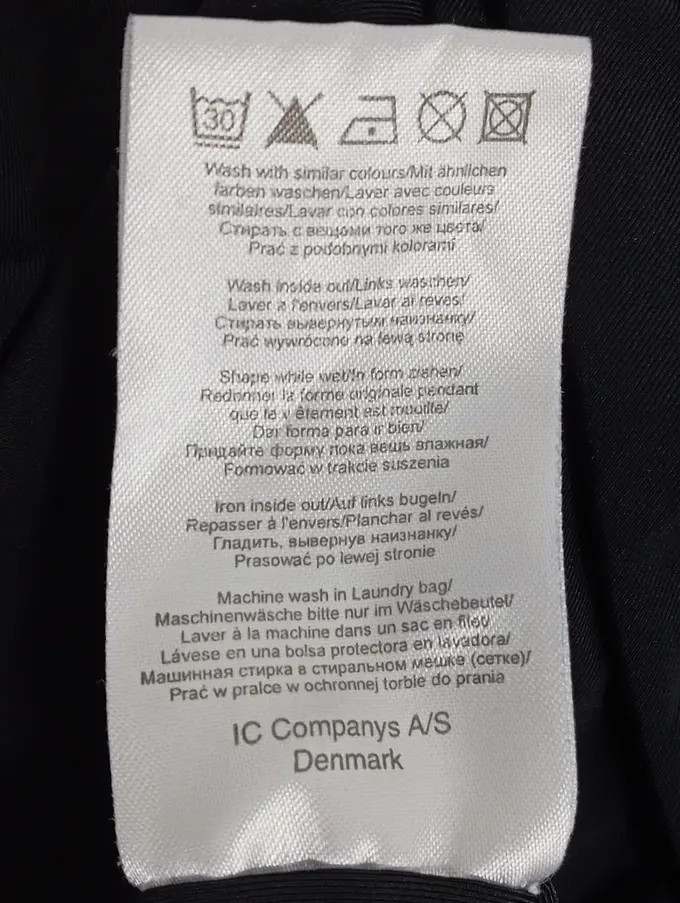 30
Wash with similar colours/Mit ähnlichen
farben waschen/Laver avec couleurs
similaires/Lavar con colores similares/
Стирать с вещами того же цвета/
Prać z podobnymi kolorami
Wash inside out/Links waschen/
Laver a l'envers/Lavar al reves/
Стирать вывернутым наизнанку/
Prać wywrócone na lewą stronę
Shape while wet/In form ziehen/
Redonner la forme originale pendant
que le v êtement est mouille/
Dar forma para ir bien/
Придайте форму пока вещь влажная/
Formować w trakcie suszenia
Iron inside out/Auf links bugeln/
Repasser à l'envers/Planchar al revés/
Гладить, вывернув наизнанку/
Prasować po lewej stronie
Machine wash in Laundry bag/
Maschinenwäsche bitte nur im Wäschebeutel/
Laver à la machine dans un sac en filet/
Lávese en una bolsa protectora en lavadora/
Машинная стирка в стиральном мешке (сетке)/
Prać w pralce w ochronnej torbie do prania
IC Companys A/S
Denmark